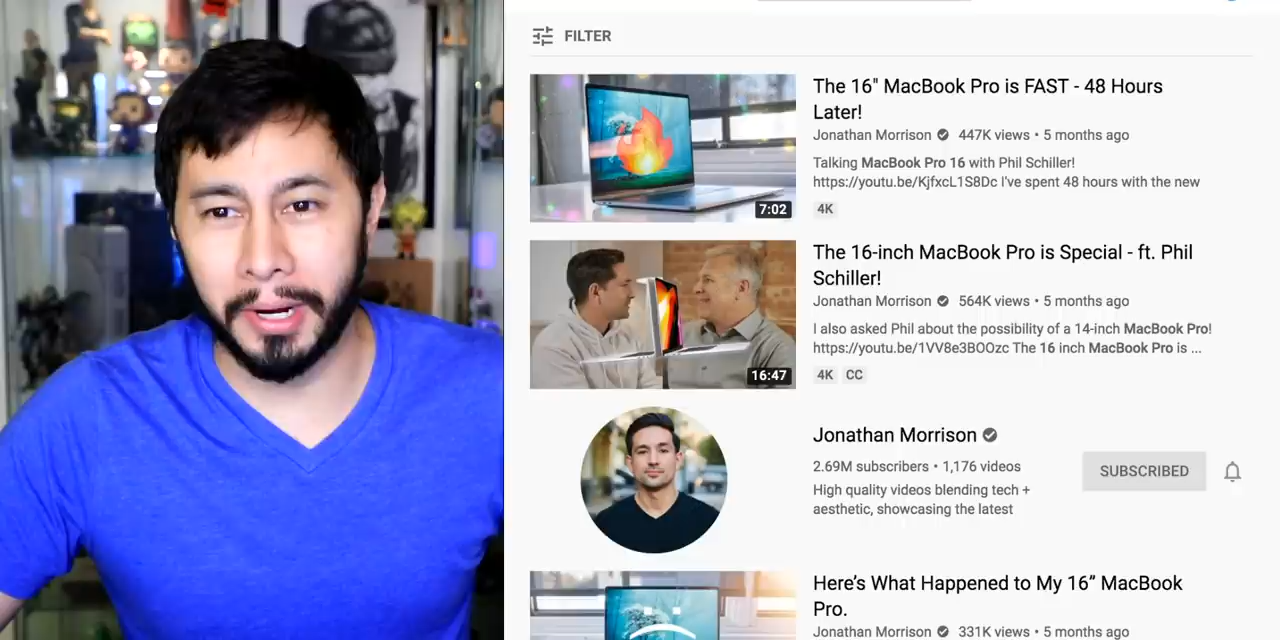 FILTER
The 16" MacBook Pro is FAST - 48 Hours
Later!
Jonathan Morrison 447K views • 5 months ago
Talking MacBook Pro 16 with Phil Schiller!
https://youtu.be/KjfxcL1S8Dc I've spent 48 hours with the new
4K
7:02
The 16-inch MacBook Pro is Special - ft. Phil
Schiller!
Jonathan Morrison 564K views • 5 months ago
I also asked Phil about the possibility of a 14-inch MacBook Pro!
https://youtu.be/1VV8e3BOOzc The 16 inch MacBook Pro is ...
4K CC
16:47
Jonathan Morrison
2.69M subscribers • 1,176 videos
High quality videos blending tech +
aesthetic, showcasing the latest
SUBSCRIBED
Here’s What Happened to My 16” MacBook
Pro.
Jonathan Morrison 331K views • 5 months ago